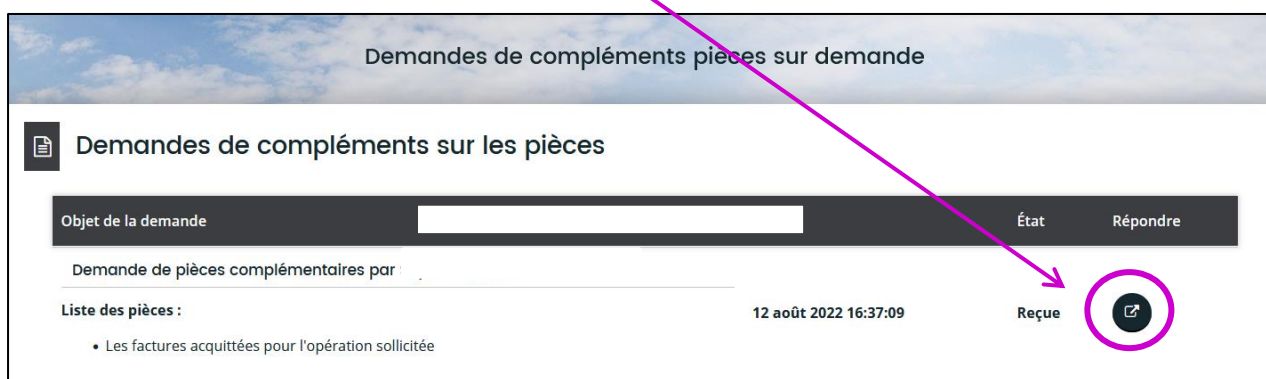 Demandes de compléments pièces sur demande
Demandes de compléments sur les pièces
Objet de la demande État Répondre
Demande de pièces complémentaires par
Liste des pièces : 12 août 2022 16:37:09 Reçue
• Les factures acquittées pour l'opération sollicitée